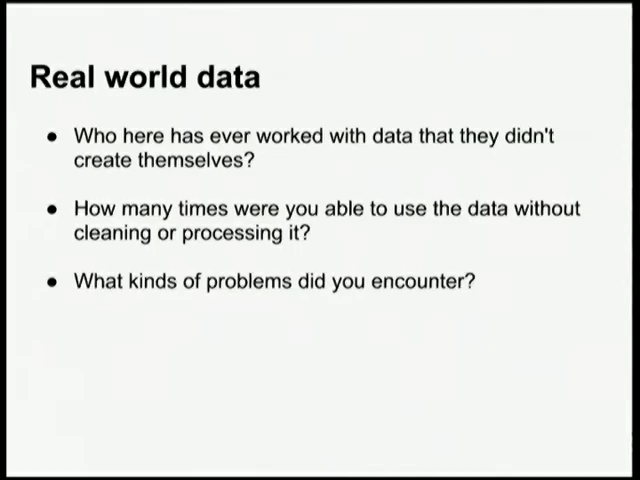 Real world data
● Who here has ever worked with data that they didn't
create themselves?
● How many times were you able to use the data without
cleaning or processing it?
● What kinds of problems did you encounter?